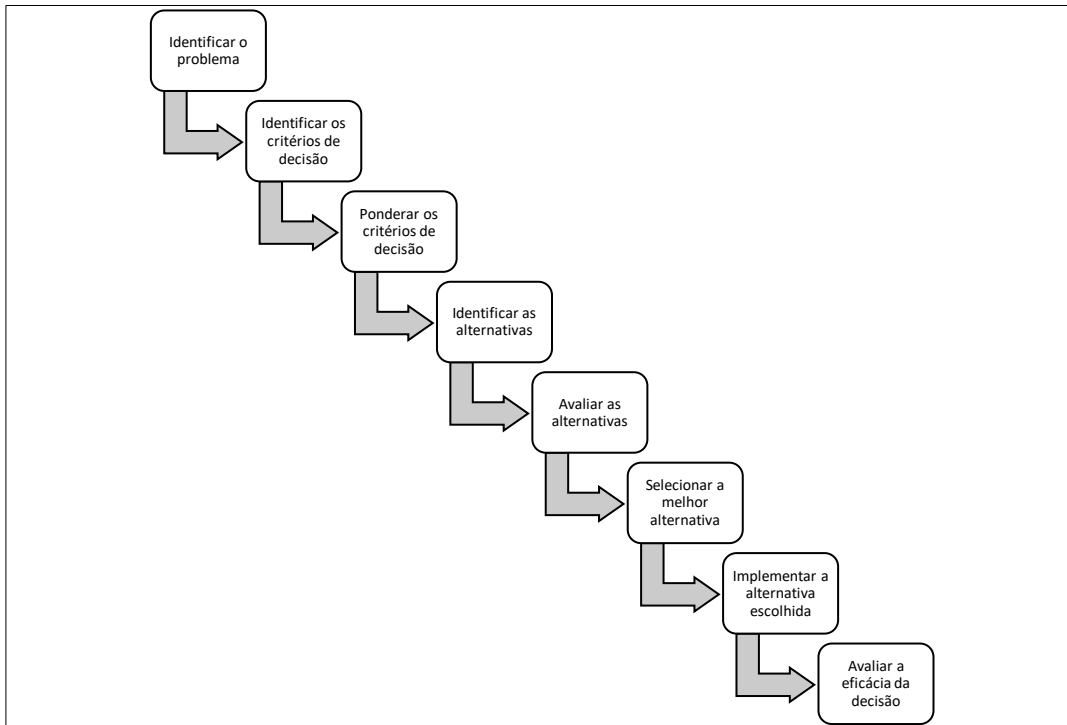 Identificar o
problema
Identificar os
critérios de
decisão
Ponderar os
critérios de
decisão
Identificar as
alternativas
Avaliar as
alternativas
Selecionar a
melhor
alternativa
Implementar a
alternativa
escolhida
Avaliar a
eficácia da
decisão